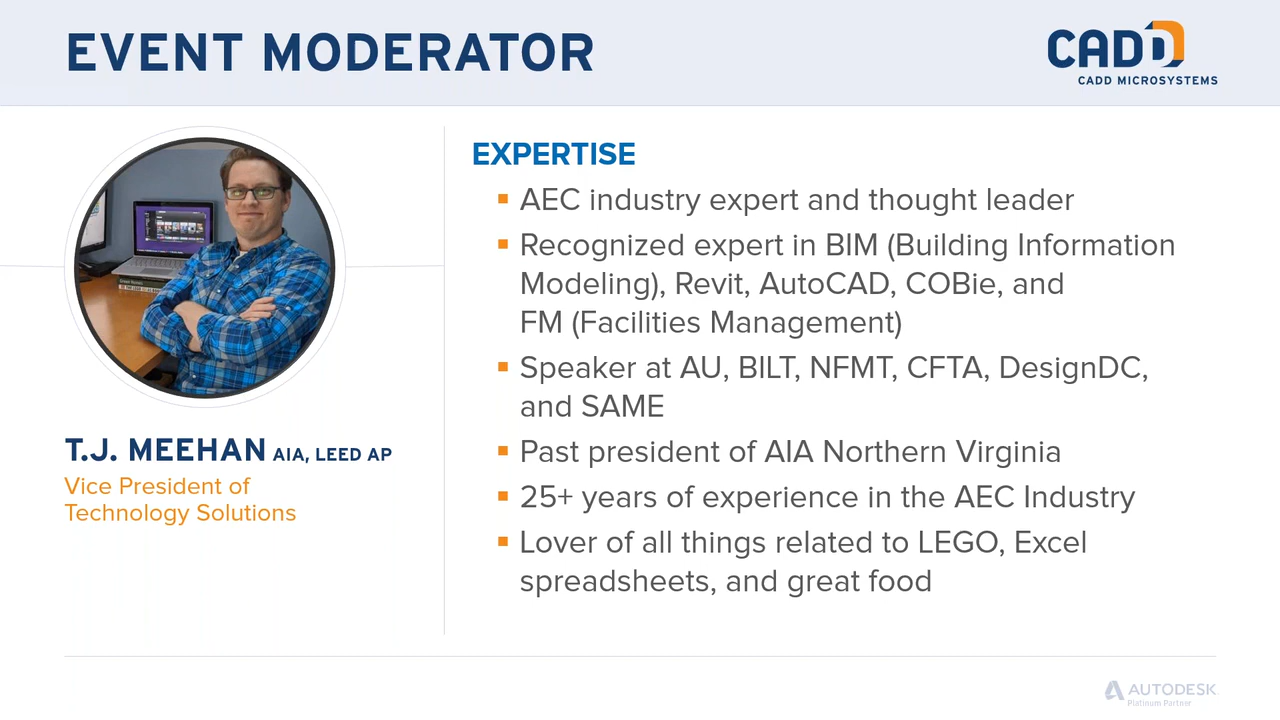 EVENT MODERATOR
CADD
CADD MICROSYSTEMS
T.J. MEEHAN AIA, LEED AP
Vice President of
Technology Solutions
EXPERTISE
▪ AEC industry expert and thought leader
▪ Recognized expert in BIM (Building Information
Modeling), Revit, AutoCAD, COBie, and
FM (Facilities Management)
▪ Speaker at AU, BILT, NFMT, CFTA, DesignDC,
and SAME
▪ Past president of AIA Northern Virginia
▪ 25+ years of experience in the AEC Industry
▪ Lover of all things related to LEGO, Excel
spreadsheets, and great food
AUTODESK
Platinum Partner